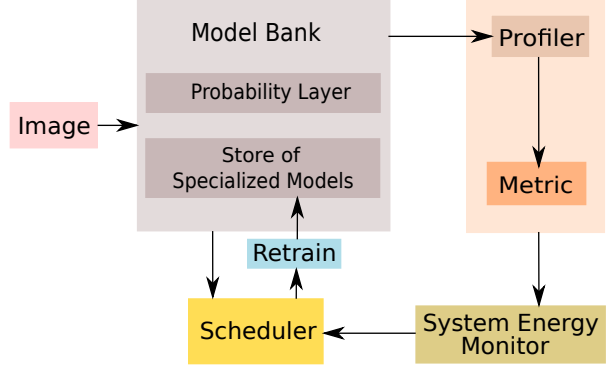 Model Bank
Profiler
Probability Layer
Image
Store of
Specialized Models
Metric
Retrain
Scheduler
System Energy
Monitor